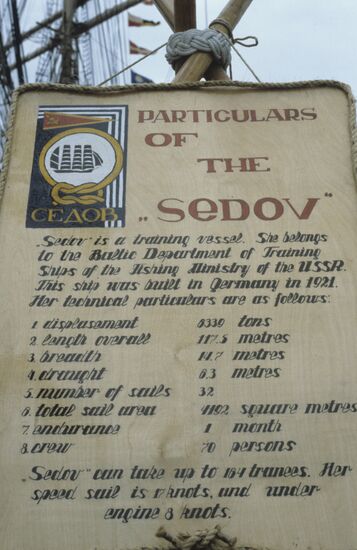 PARTICULARS
OF
THE
„SEDOV"
СЕДОВ
„Sedov" is a training vessel. She belongs
to the Baltic Department of Training
Ships of the Fishing Ministry of the USSR.
This ship was built in Germany in 1921.
Her technical particulars are as follows:
1. displasement 6339 tons
2. length overall 117.5 metres
3. breadth 14.7 metres
4. draught 6.3 metres
5. number of sails 32
6. total sail area 4192 square metres
7. endurance 1 month
8. crew 70 persons
„Sedov" can take up to 164 tranees. Her
speed sail is 17 knots, and under
engine 8 knots.